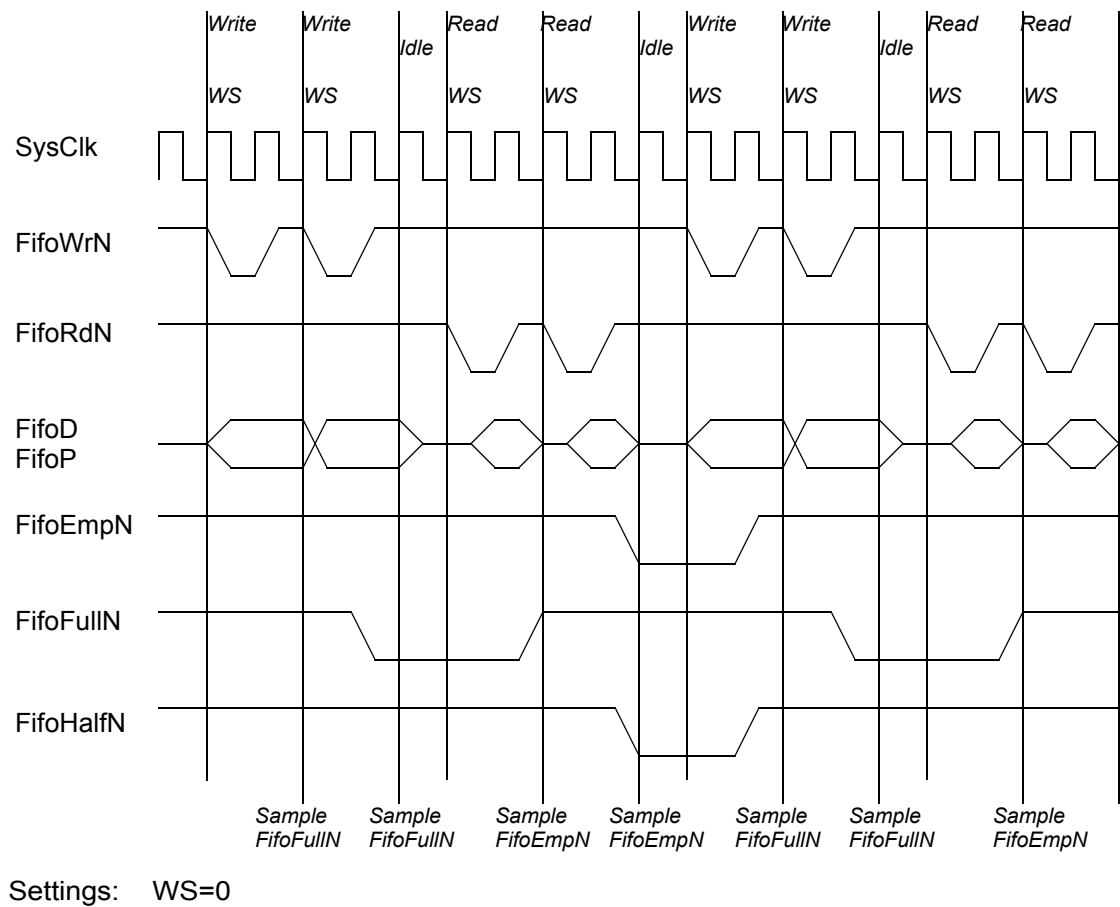 Write Write Read Read Write Write Read Read
Idle Idle Idle
WS WS WS WS WS WS WS WS
SysClk
FifoWrN
FifoRdN
FifoD
FifoP
FifoEmpN
FifoFullN
FifoHalfN
Sample Sample Sample Sample Sample Sample Sample
FifoFullN FifoFullN FifoEmpN FifoEmpN FifoFullN FifoFullN FifoEmpN
Settings: WS=0